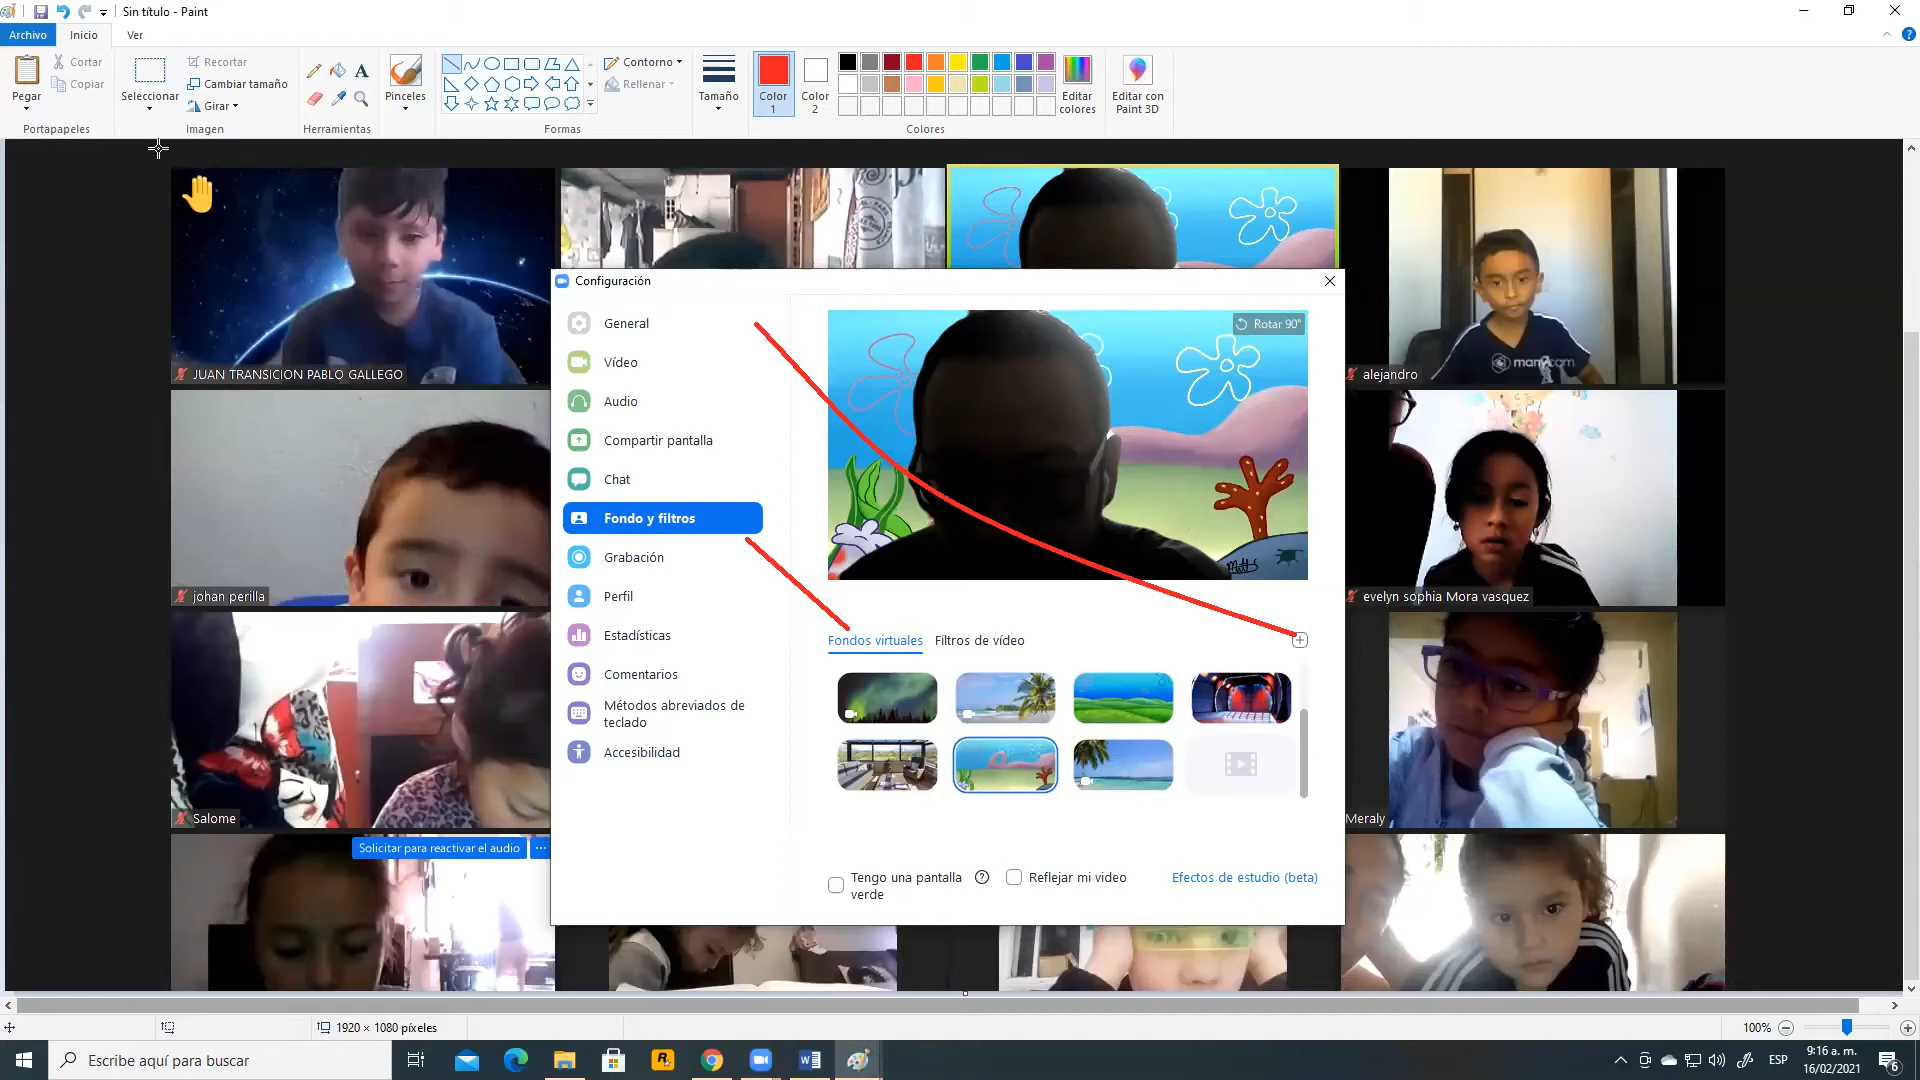 Sin título - Paint
Archivo
Inicio
Ver
Pegar
Cortar
Copiar
Portapapeles
Seleccionar
Recortar
Cambiar tamaño
Girar
Imagen
Herramientas
Pinceles
Contorno
Rellenar
Formas
Tamaño
Color 1
Color 2
Editar colores
Colores
Editar con Paint 3D
JUAN TRANSICION PABLO GALLEGO
johan perilla
Salome
Solicitar para reactivar el audio
...
alejandro
manycam
evelyn sophia Mora vasquez
Meraly
Configuración
General
Vídeo
Audio
Compartir pantalla
Chat
Fondo y filtros
Grabación
Perfil
Estadísticas
Comentarios
Métodos abreviados de
teclado
Accesibilidad
Rotar 90°
Fondos virtuales
Filtros de vídeo
Tengo una pantalla
verde
Reflejar mi video
Efectos de estudio (beta)
1920 × 1080 píxeles
100%
Escribe aquí para buscar
ESP
9:16 a. m.
16/02/2021
6